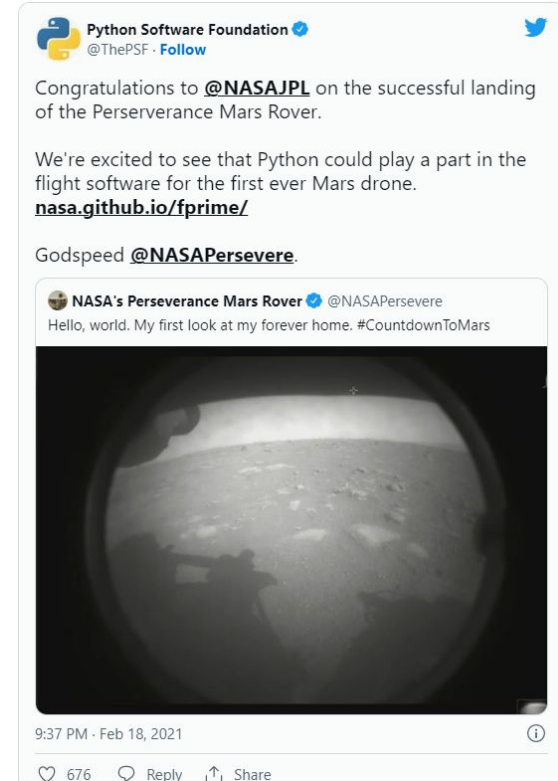 Python Software Foundation
@ThePSF · Follow
Congratulations to @NASAJPL on the successful landing
of the Perserverance Mars Rover.
We're excited to see that Python could play a part in the
flight software for the first ever Mars drone.
nasa.github.io/fprime/
Godspeed @NASAPersevere.
NASA's Perseverance Mars Rover @NASAPersevere
Hello, world. My first look at my forever home. #CountdownToMars
9:37 PM · Feb 18, 2021
676 Reply Share